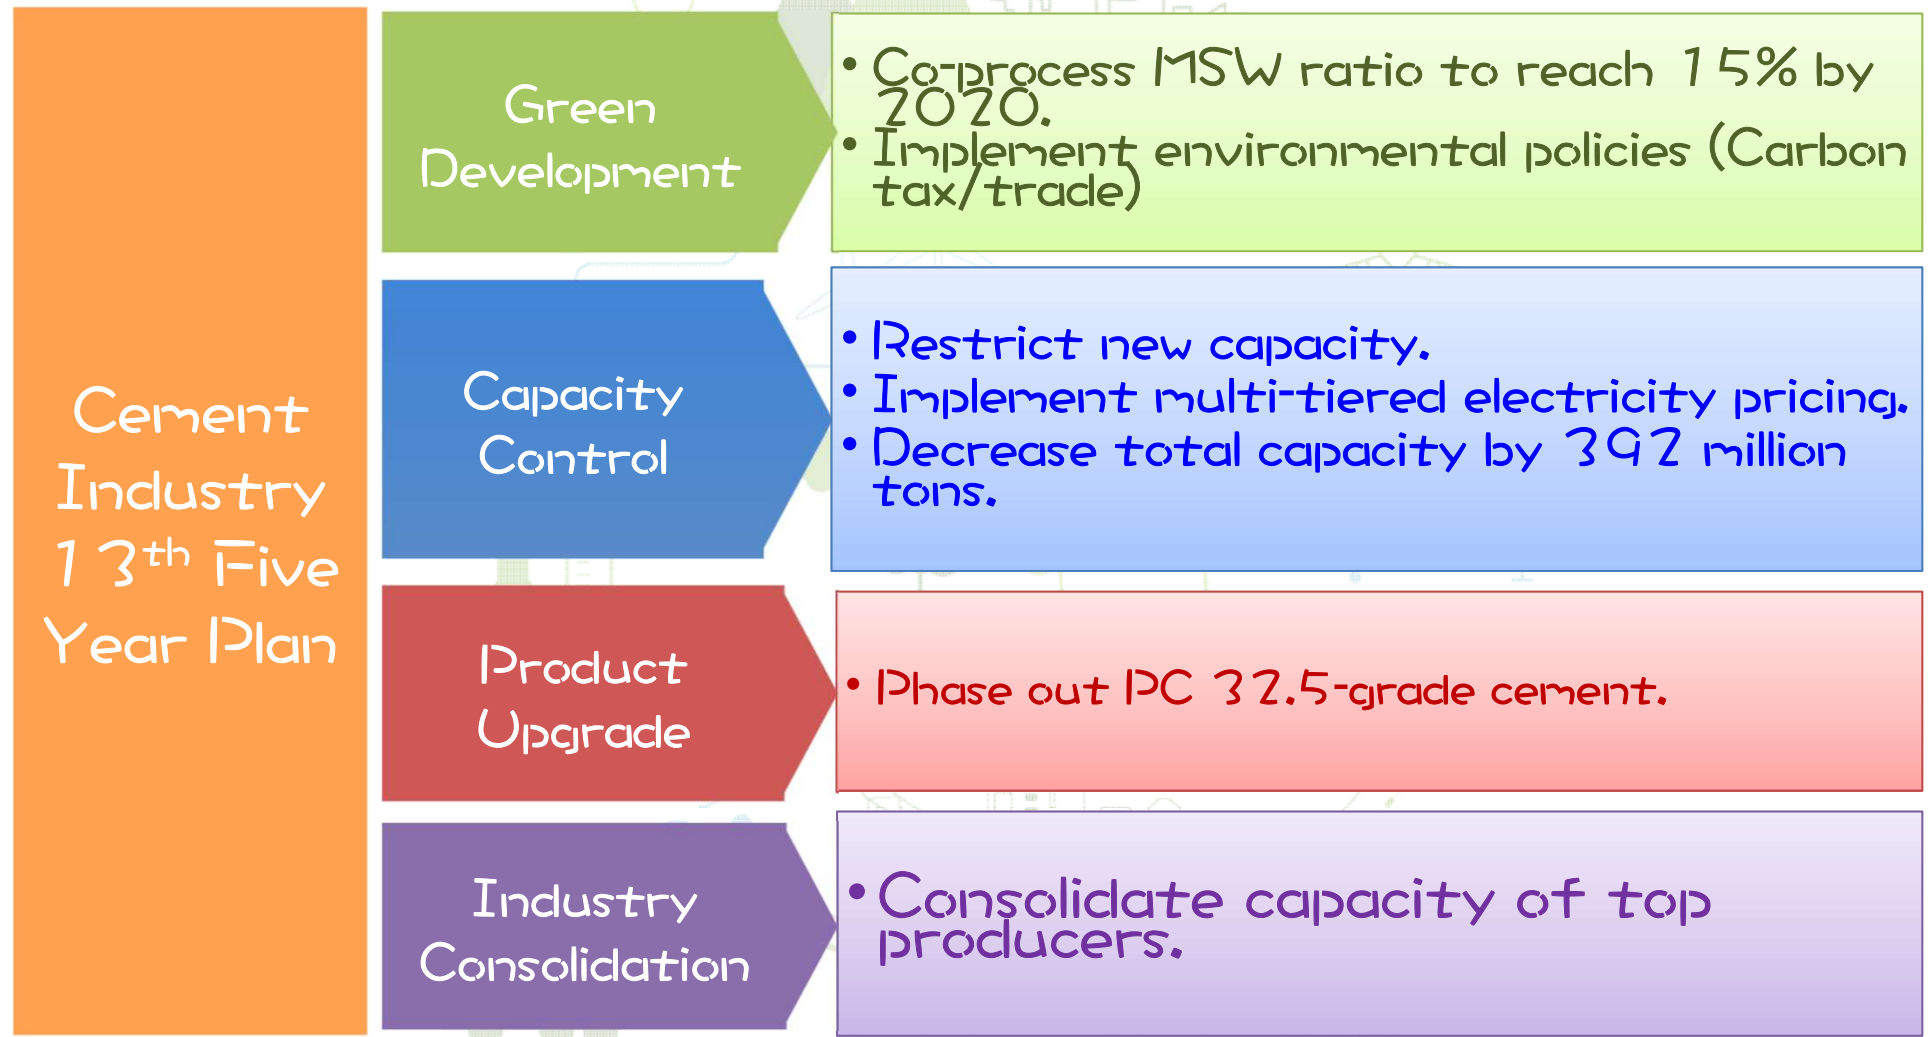 Cement
Industry
13th Five
Year Plan
Green
Development
• Co-process MSW ratio to reach 15% by
2020.
• Implement environmental policies (Carbon
tax/trade)
Capacity
Control
• Restrict new capacity.
• Implement multi-tiered electricity pricing.
• Decrease total capacity by 392 million
tons.
Product
Upgrade
• Phase out PC 32.5-grade cement.
Industry
Consolidation
• Consolidate capacity of top
producers.